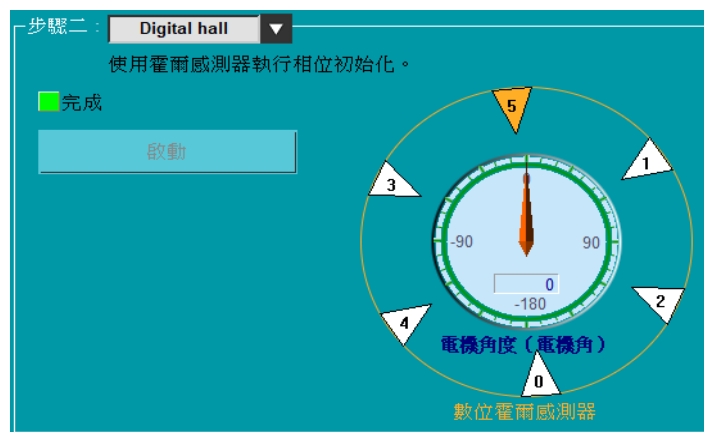 步驟二： Digital hall
使用霍爾感測器執行相位初始化。
完成
啟動
5
1
3
0
-90
90
0
-180
2
4
電機角度（電機角）
0
數位霍爾感測器